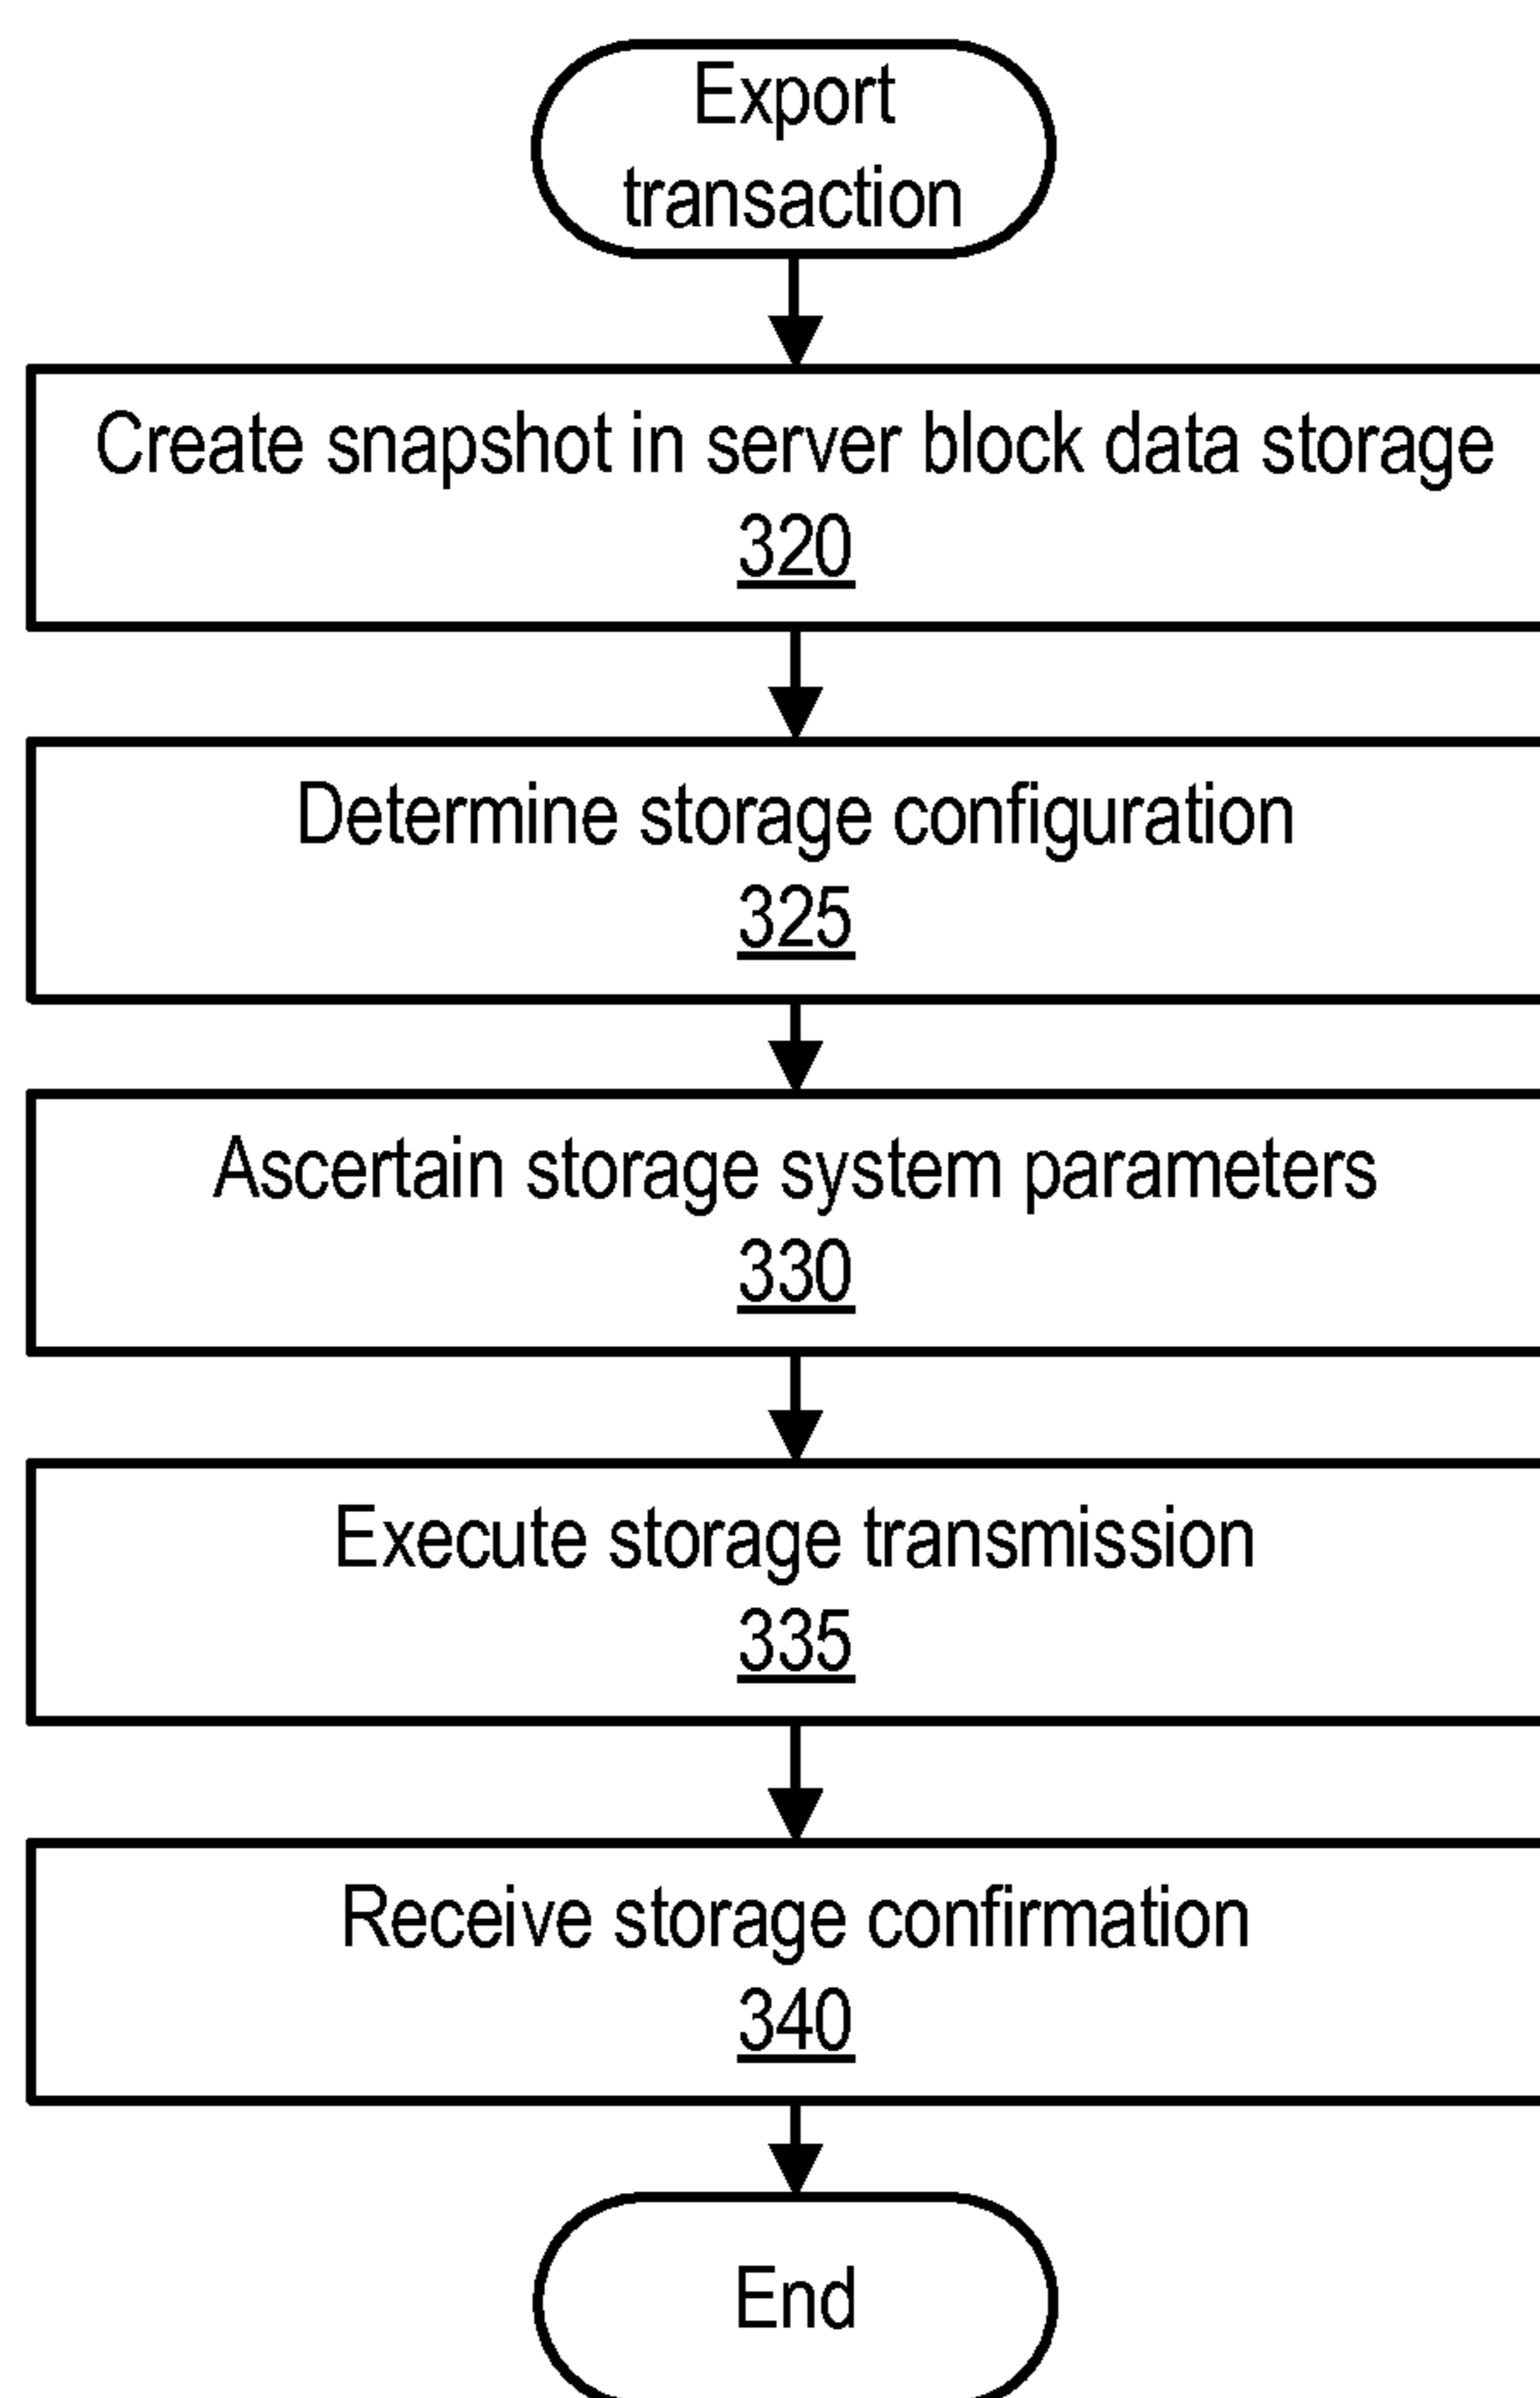 Export
transaction
Create snapshot in server block data storage
320
Determine storage configuration
325
Ascertain storage system parameters
330
Execute storage transmission
335
Receive storage confirmation
340
End